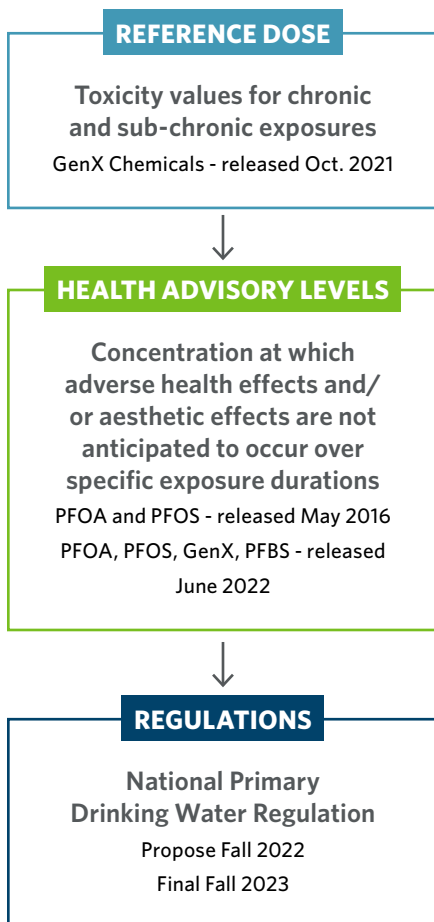 REFERENCE DOSE
Toxicity values for chronic
and sub-chronic exposures
GenX Chemicals - released Oct. 2021
HEALTH ADVISORY LEVELS
Concentration at which
adverse health effects and/
or aesthetic effects are not
anticipated to occur over
specific exposure durations
PFOA and PFOS - released May 2016
PFOA, PFOS, GenX, PFBS - released
June 2022
REGULATIONS
National Primary
Drinking Water Regulation
Propose Fall 2022
Final Fall 2023